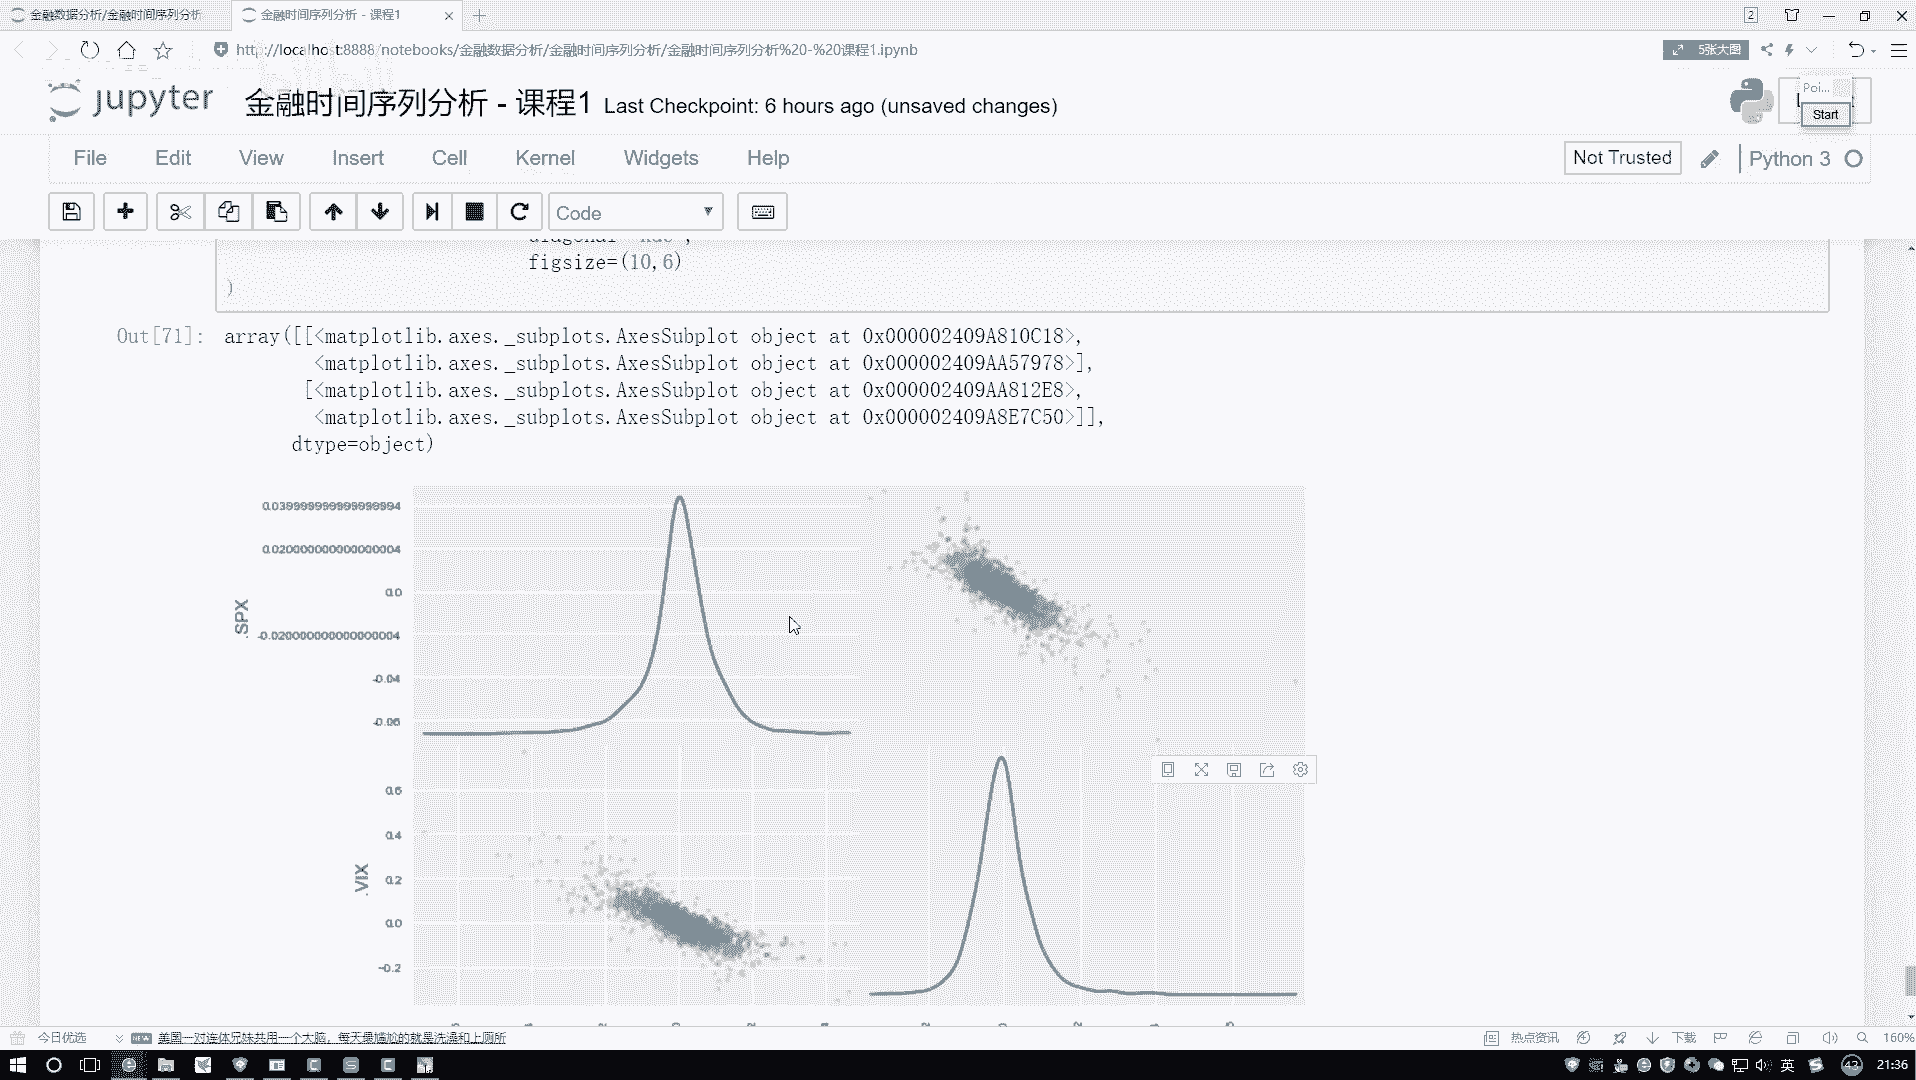 金融数据分析/金融时间序列分析
金融时间序列分析 - 课程1
2
http://localhost:8888/notebooks/金融数据分析/金融时间序列分析/金融时间序列分析%20-%20课程1.ipynb
5张大图
jupyter
金融时间序列分析 - 课程1 Last Checkpoint: 6 hours ago (unsaved changes)
Poi...
Start
File Edit View Insert Cell Kernel Widgets Help
Not Trusted
Python 3
Code
figsize=(10,6)
)
Out[71]: array([[<matplotlib.axes._subplots.AxesSubplot object at 0x000002409A810C18>,
<matplotlib.axes._subplots.AxesSubplot object at 0x000002409AA57978>],
[<matplotlib.axes._subplots.AxesSubplot object at 0x000002409AA812E8>,
<matplotlib.axes._subplots.AxesSubplot object at 0x000002409A8E7C50>]],
dtype=object)
0.039999999999999994
0.020000000000000004
0.0
-0.020000000000000004
-0.04
-0.06
.SPX
0.6
0.4
0.2
0.0
-0.2
.VIX
今日优选
NEW
美国一对连体兄妹共用一个大脑，每天最尴尬的就是洗澡和上厕所
热点资讯
下载
160%
英
43
21:36